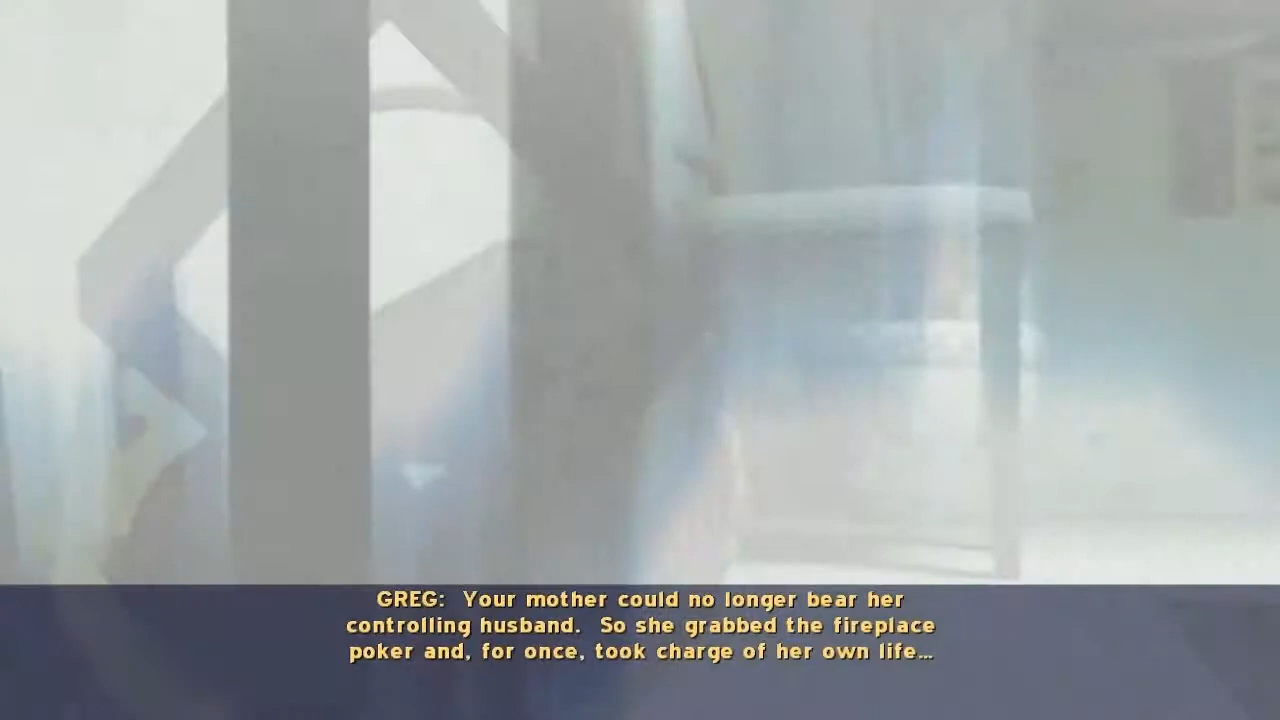 GREG:  Your mother could no longer bear her
controlling husband.  So she grabbed the fireplace
poker and, for once, took charge of her own life...